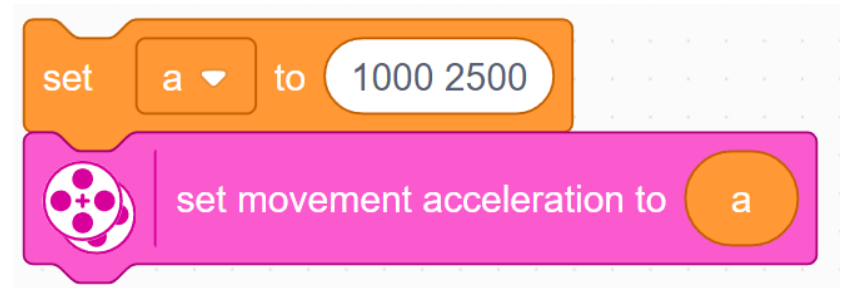 set a to 1000 2500
set movement acceleration to a